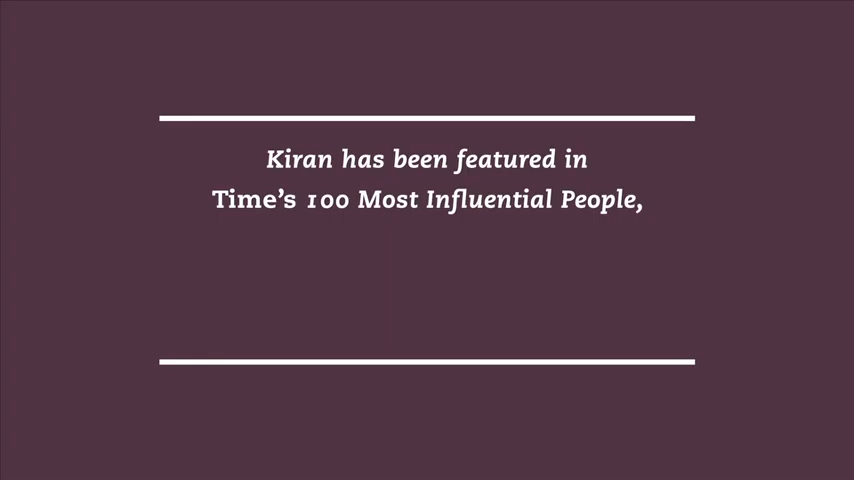 Kiran has been featured in
Time’s 100 Most Influential People,